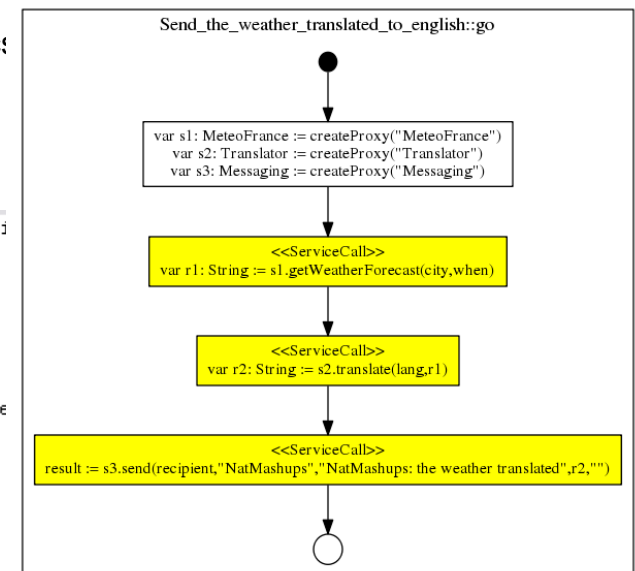 Send_the_weather_translated_to_english::go
var s1: MeteoFrance := createProxy("MeteoFrance")
var s2: Translator := createProxy("Translator")
var s3: Messaging := createProxy("Messaging")
<<ServiceCall>>
var r1: String := s1.getWeatherForecast(city,when)
<<ServiceCall>>
var r2: String := s2.translate(lang,r1)
<<ServiceCall>>
result := s3.send(recipient,"NatMashups","NatMashups: the weather translated",r2,"")